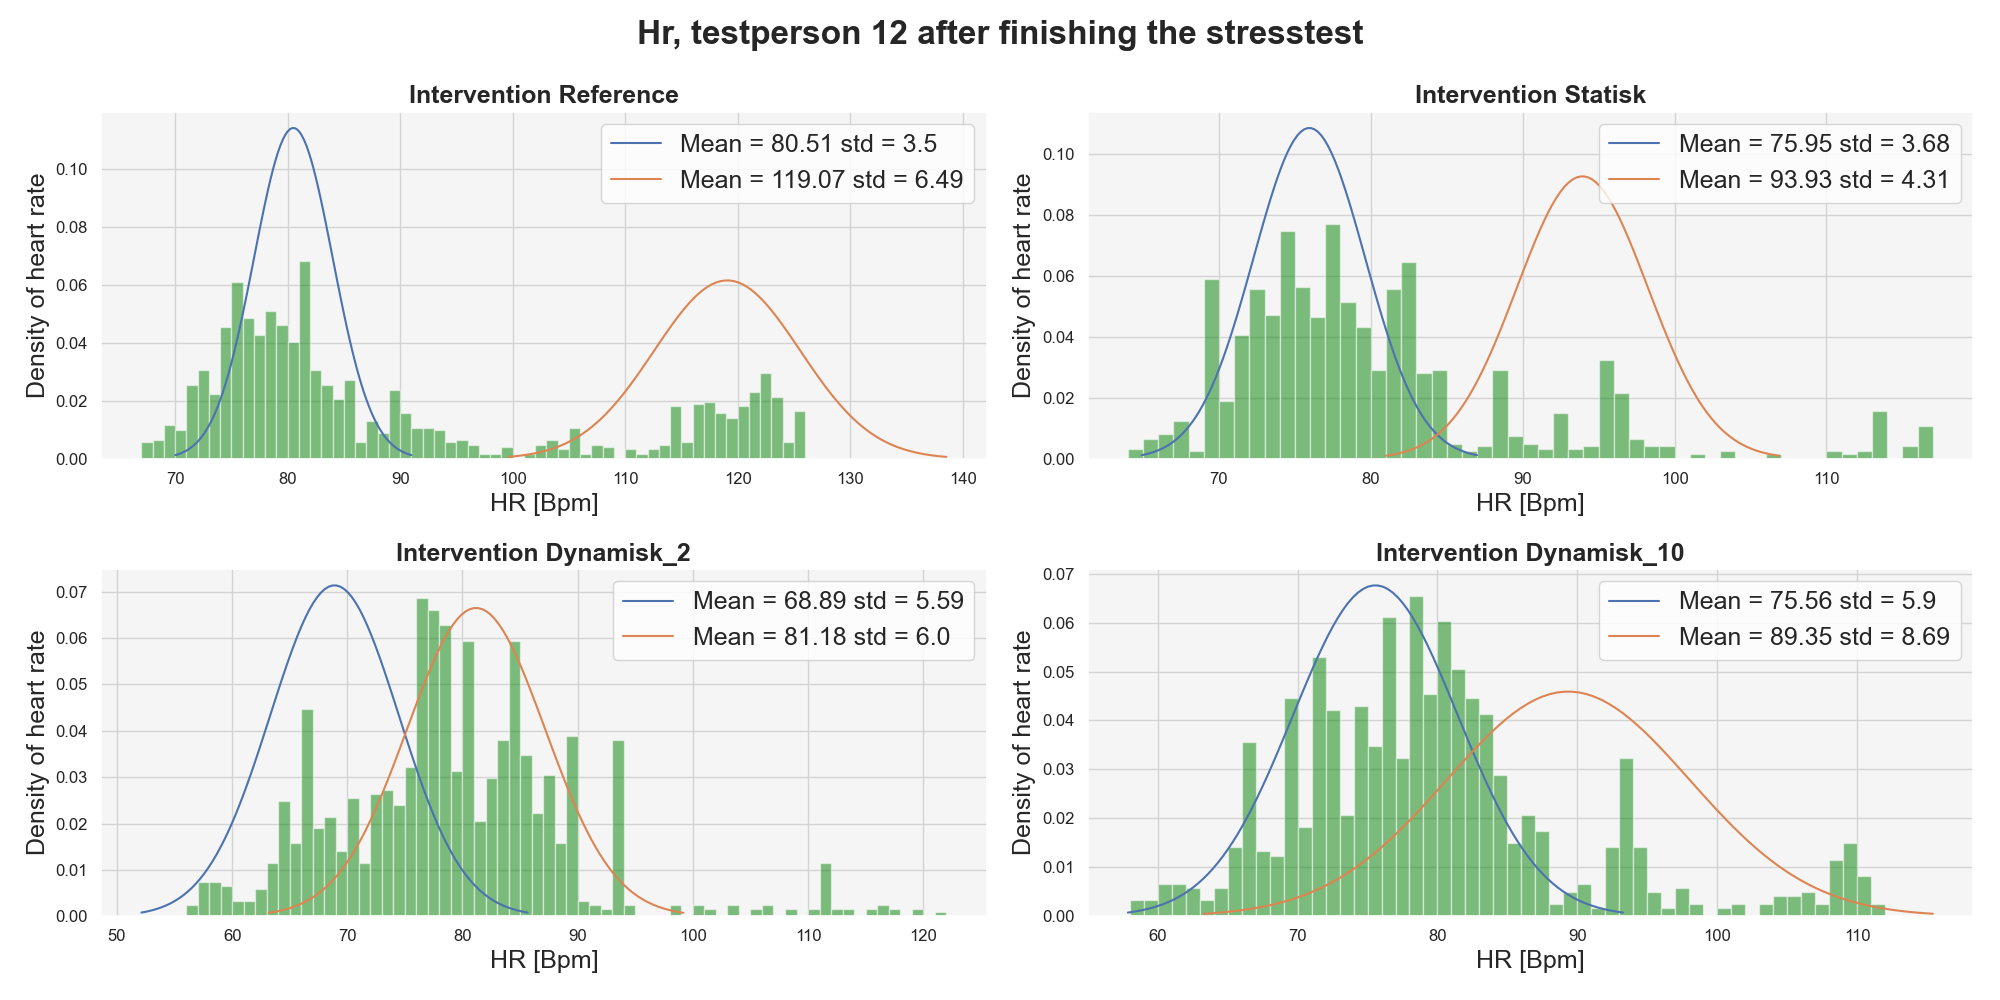 Hr, testperson 12 after finishing the stresstest
Intervention Reference
Mean = 80.51 std = 3.5
Mean = 119.07 std = 6.49
Density of heart rate
0.10
0.08
0.06
0.04
0.02
0.00
70 80 90 100 110 120 130 140
HR [Bpm]
Intervention Statisk
Mean = 75.95 std = 3.68
Mean = 93.93 std = 4.31
Density of heart rate
0.10
0.08
0.06
0.04
0.02
0.00
70 80 90 100 110
HR [Bpm]
Intervention Dynamisk_2
Mean = 68.89 std = 5.59
Mean = 81.18 std = 6.0
Density of heart rate
0.07
0.06
0.05
0.04
0.03
0.02
0.01
0.00
50 60 70 80 90 100 110 120
HR [Bpm]
Intervention Dynamisk_10
Mean = 75.56 std = 5.9
Mean = 89.35 std = 8.69
Density of heart rate
0.07
0.06
0.05
0.04
0.03
0.02
0.01
0.00
60 70 80 90 100 110
HR [Bpm]